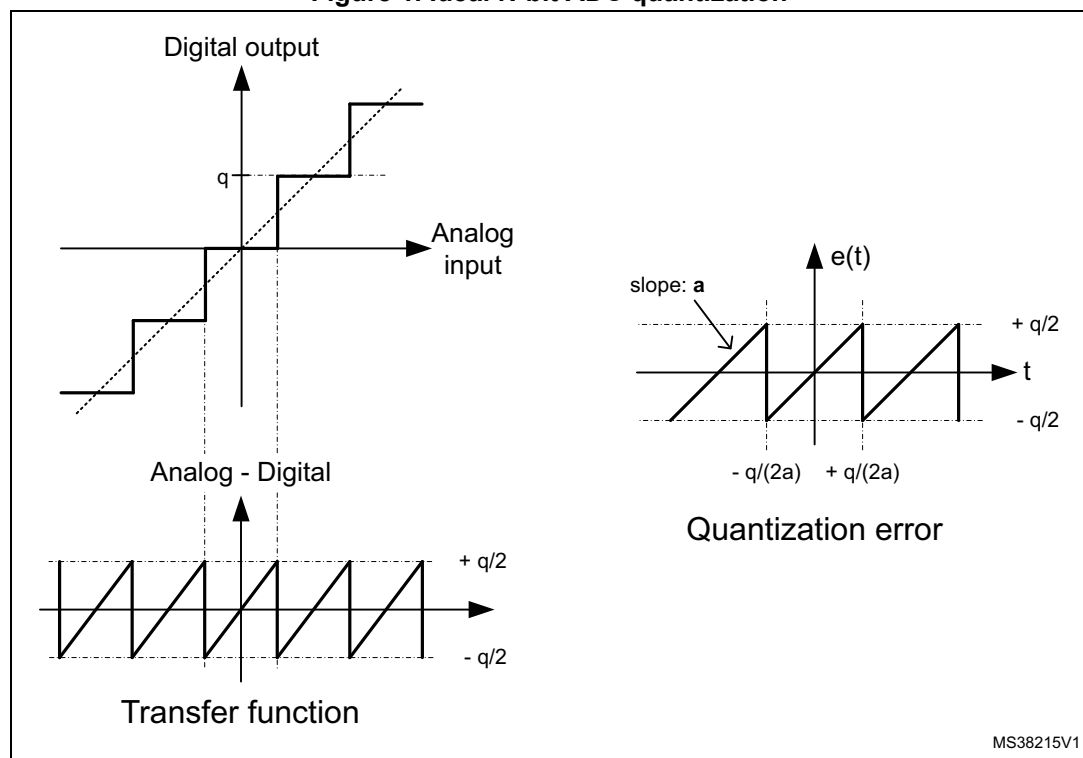 Digital output
q
Analog
input
Analog - Digital
+ q/2
- q/2
Transfer function
e(t)
slope: a
+ q/2
t
- q/2
- q/(2a) + q/(2a)
Quantization error
MS38215V1